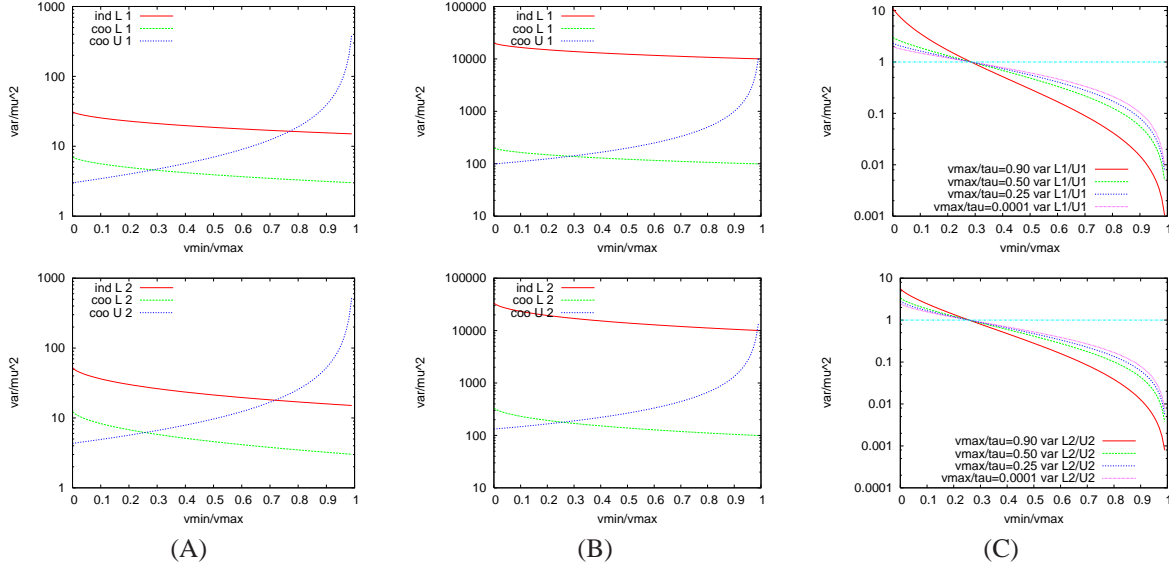 1000
100
10
1
var/mu^2
ind L 1
coo L 1
coo U 1
0 0.1 0.2 0.3 0.4 0.5 0.6 0.7 0.8 0.9 1
vmin/vmax
100000
10000
1000
100
10
var/mu^2
ind L 1
coo L 1
coo U 1
0 0.1 0.2 0.3 0.4 0.5 0.6 0.7 0.8 0.9 1
vmin/vmax
10
1
0.1
0.01
0.001
var/mu^2
vmax/tau=0.90 var L1/U1
vmax/tau=0.50 var L1/U1
vmax/tau=0.25 var L1/U1
vmax/tau=0.0001 var L1/U1
0 0.1 0.2 0.3 0.4 0.5 0.6 0.7 0.8 0.9 1
vmin/vmax
1000
100
10
1
var/mu^2
ind L 2
coo L 2
coo U 2
0 0.1 0.2 0.3 0.4 0.5 0.6 0.7 0.8 0.9 1
vmin/vmax
100000
10000
1000
100
10
var/mu^2
ind L 2
coo L 2
coo U 2
0 0.1 0.2 0.3 0.4 0.5 0.6 0.7 0.8 0.9 1
vmin/vmax
10
1
0.1
0.01
0.001
0.0001
var/mu^2
vmax/tau=0.90 var L2/U2
vmax/tau=0.50 var L2/U2
vmax/tau=0.25 var L2/U2
vmax/tau=0.0001 var L2/U2
0 0.1 0.2 0.3 0.4 0.5 0.6 0.7 0.8 0.9 1
vmin/vmax
(A) (B) (C)